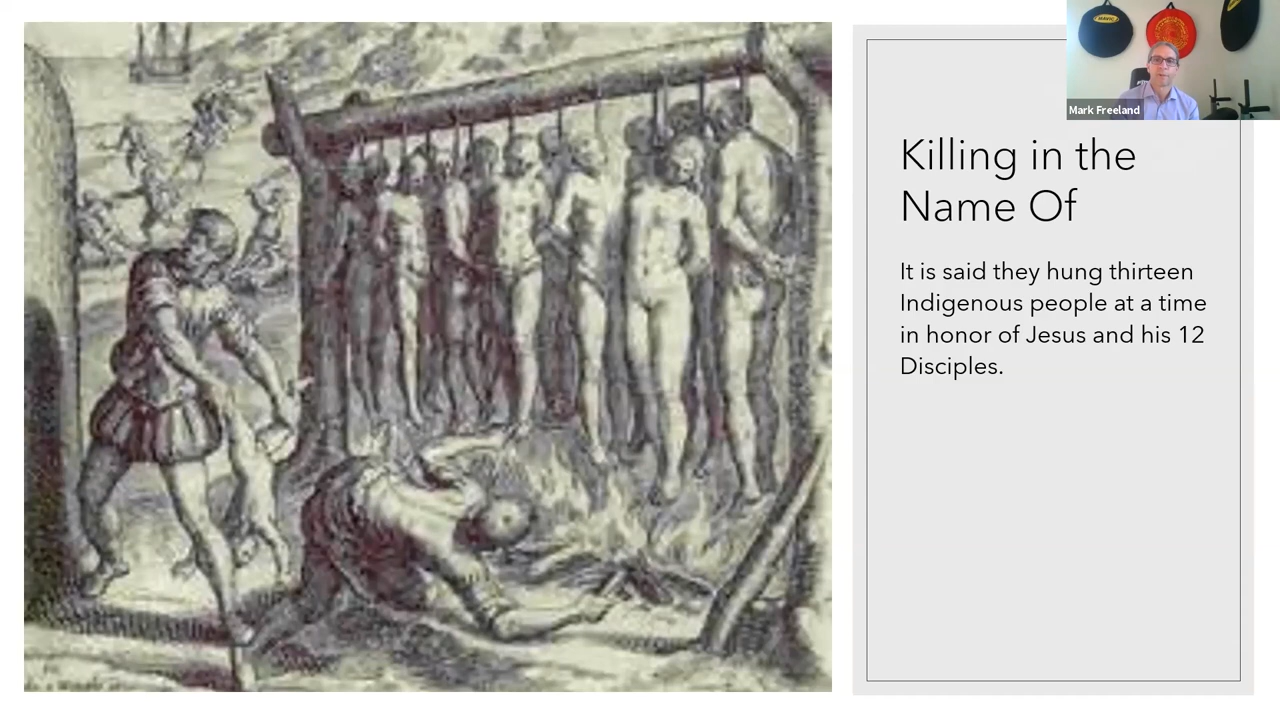 Mark Freeland
Killing in the
Name Of
It is said they hung thirteen
Indigenous people at a time
in honor of Jesus and his 12
Disciples.